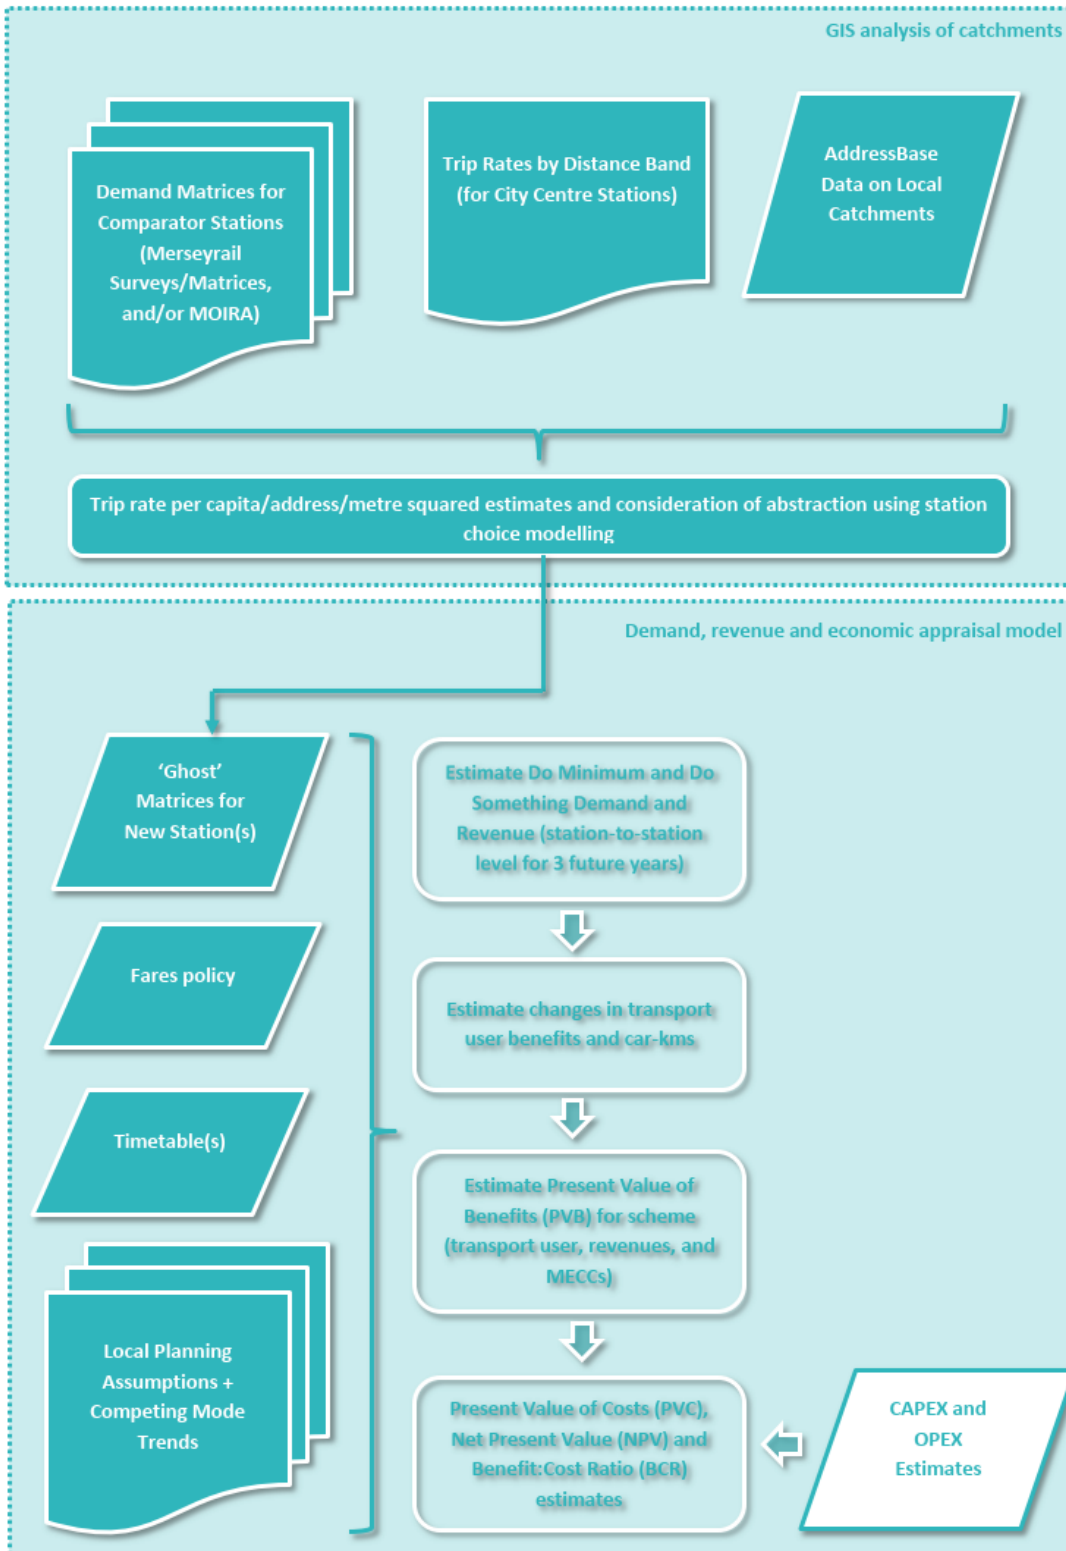 GIS analysis of catchments
Demand Matrices for
Comparator Stations
(Merseyrail
Surveys/Matrices,
and/or MOIRA)
Trip Rates by Distance Band
(for City Centre Stations)
AddressBase
Data on Local
Catchments
Trip rate per capita/address/metre squared estimates and consideration of abstraction using station
choice modelling
Demand, revenue and economic appraisal model
‘Ghost’
Matrices for
New Station(s)
Fares policy
Timetable(s)
Local Planning
Assumptions +
Competing Mode
Trends
Estimate Do Minimum and Do
Something Demand and
Revenue (station-to-station
level for 3 future years)
Estimate changes in transport
user benefits and car-kms
Estimate Present Value of
Benefits (PVB) for scheme
(transport user, revenues, and
MECCs)
Present Value of Costs (PVC),
Net Present Value (NPV) and
Benefit:Cost Ratio (BCR)
estimates
CAPEX and
OPEX
Estimates